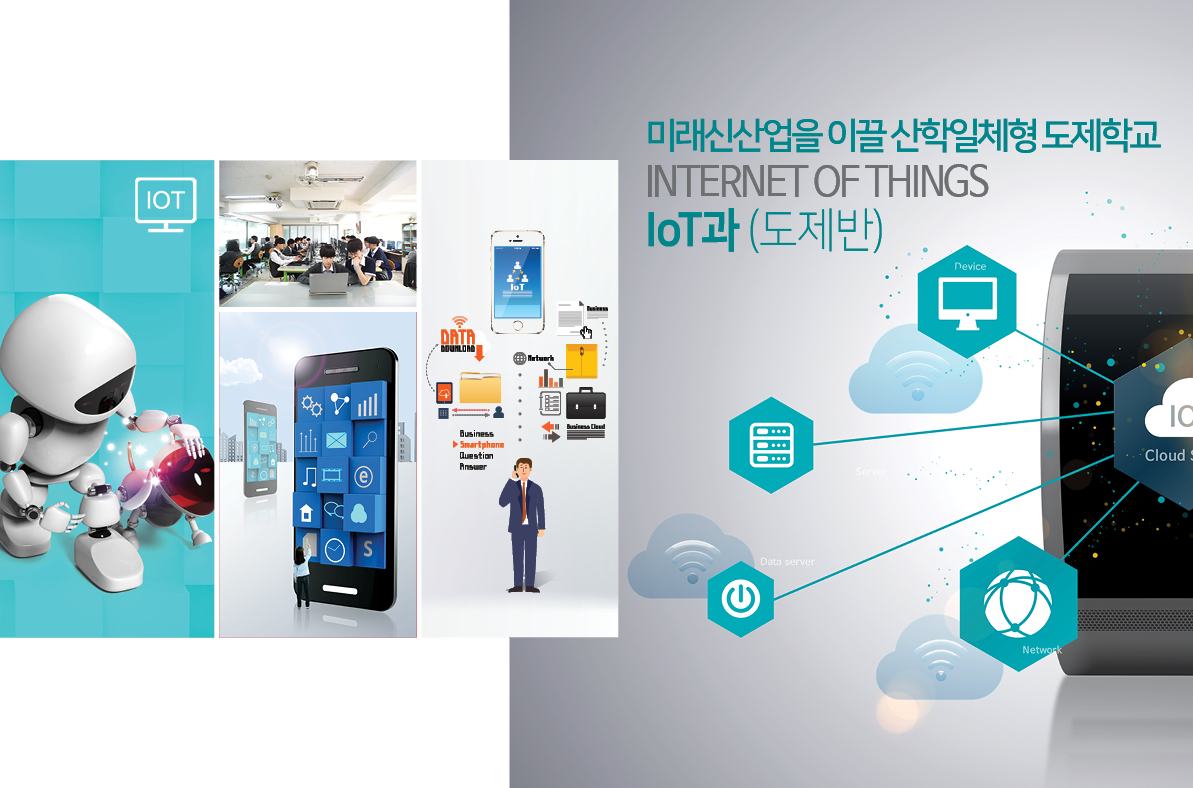 미래신산업을 이끌 산학일체형 도제학교
INTERNET OF THINGS
IoT과 (도제반)
IOT
IoT
DATA
DOWNLOAD
Business
Network
Business Cloud
Business
Smartphone
Question
Answer
S
Device
Server
Data server
Network
IO
Cloud S